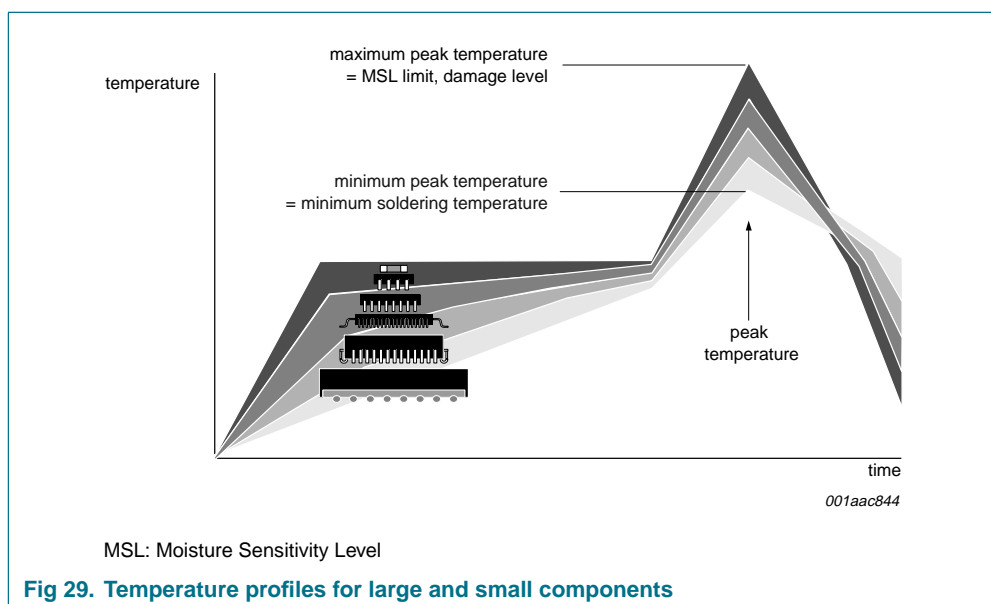 maximum peak temperature
= MSL limit, damage level
temperature
minimum peak temperature
= minimum soldering temperature
peak
temperature
time
001aac844
MSL: Moisture Sensitivity Level
Fig 29. Temperature profiles for large and small components